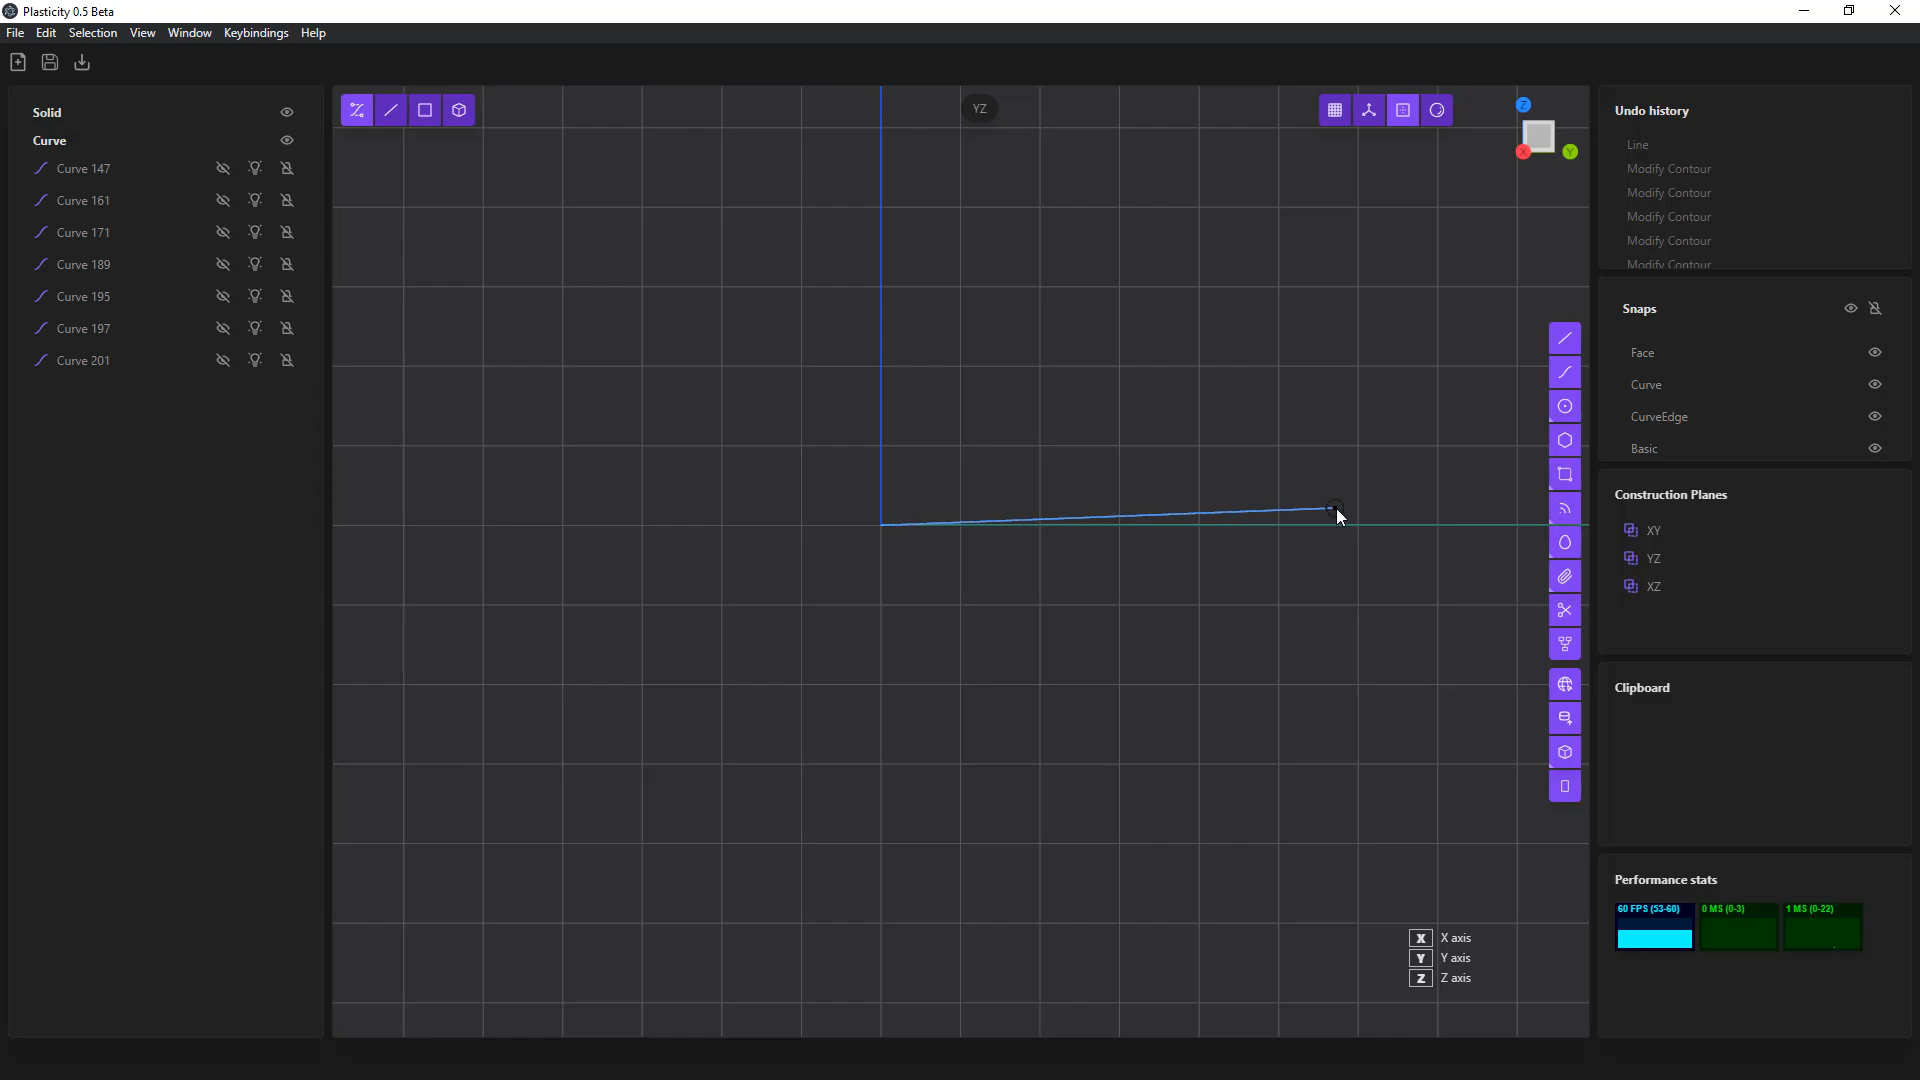 Plasticity 0.5 Beta
File Edit Selection View Window Keybindings Help
Solid
Curve
Curve 147
Curve 161
Curve 171
Curve 189
Curve 195
Curve 197
Curve 201
YZ
Z
X
Y
X X axis
Y Y axis
Z Z axis
Undo history
Line
Modify Contour
Modify Contour
Modify Contour
Modify Contour
Modify Contour
Snaps
Face
Curve
CurveEdge
Basic
Construction Planes
XY
YZ
XZ
Clipboard
Performance stats
60 FPS (53-60) 0 MS (0-3) 1 MS (0-22)